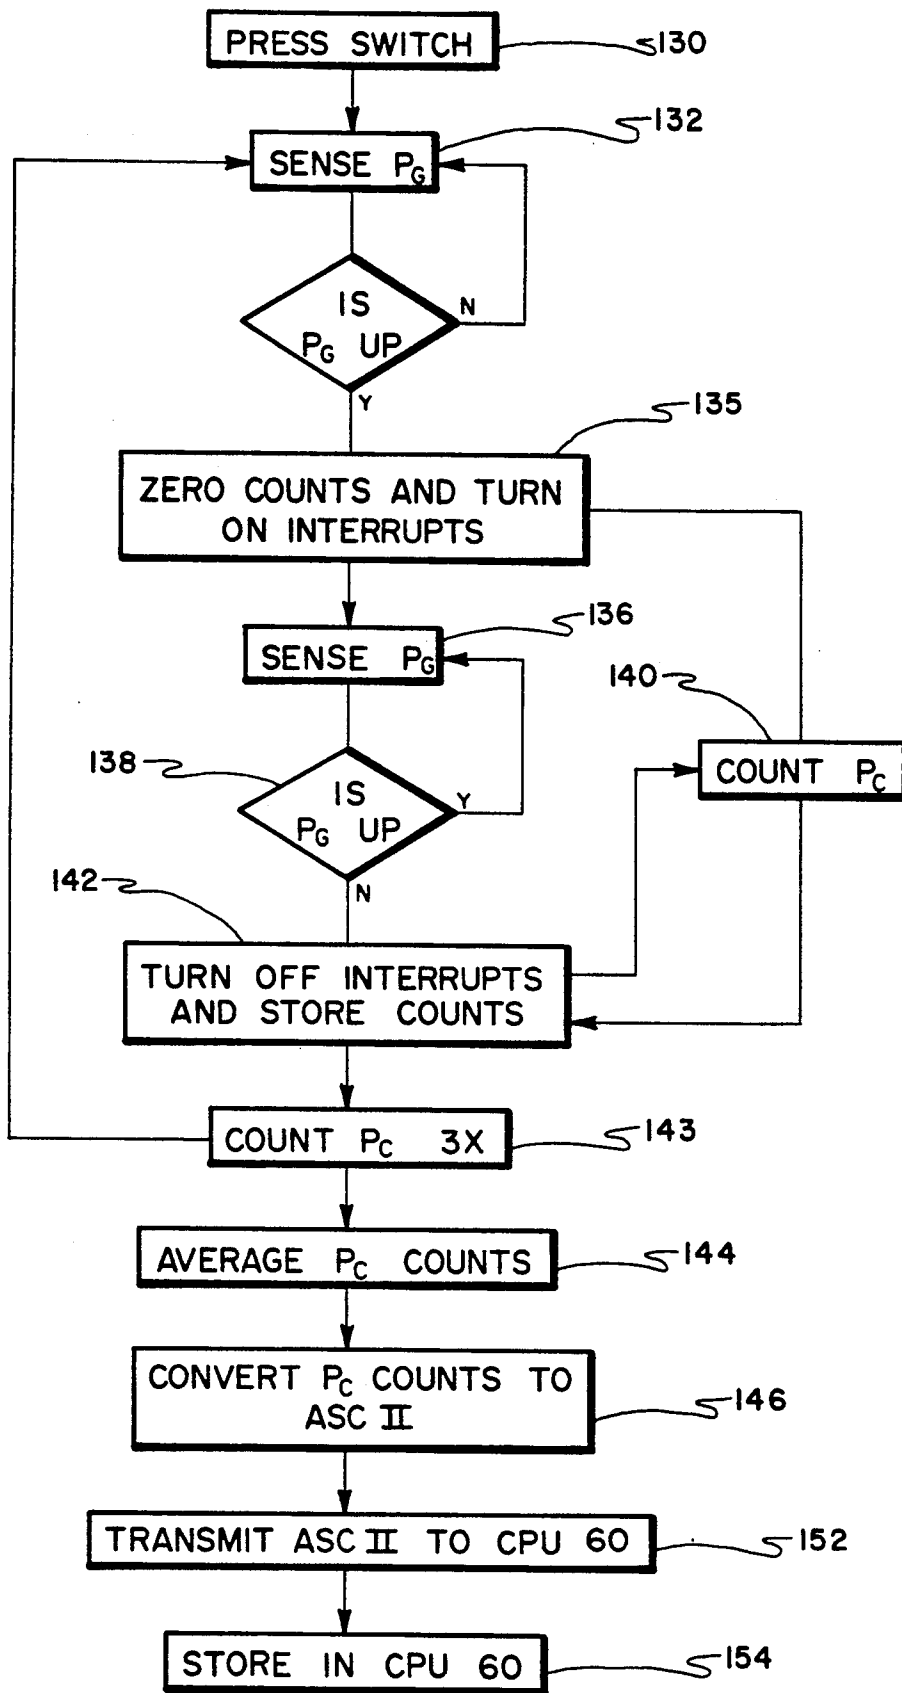 PRESS SWITCH
130
SENSE PG
132
IS
PG UP
N
Y
135
ZERO COUNTS AND TURN
ON INTERRUPTS
136
SENSE PG
140
COUNT PC
138
IS
PG UP
Y
N
142
TURN OFF INTERRUPTS
AND STORE COUNTS
COUNT PC 3X
143
AVERAGE PC COUNTS
144
CONVERT PC COUNTS TO
ASC II
146
TRANSMIT ASC II TO CPU 60
152
STORE IN CPU 60
154